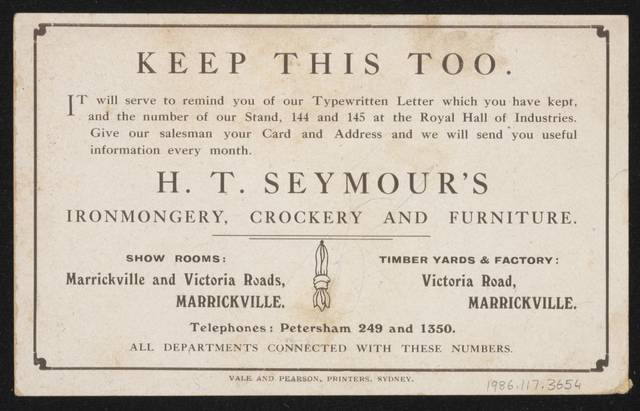 KEEP THIS TOO.
IT will serve to remind you of our Typewritten Letter which you have kept,
and the number of our Stand, 144 and 145 at the Royal Hall of Industries.
Give our salesman your Card and Address and we will send you useful
information every month.
H. T. SEYMOUR'S
IRONMONGERY, CROCKERY AND FURNITURE.
SHOW ROOMS:
Marrickville and Victoria Roads,
MARRICKVILLE.
TIMBER YARDS & FACTORY:
Victoria Road,
MARRICKVILLE.
Telephones: Petersham 249 and 1350.
ALL DEPARTMENTS CONNECTED WITH THESE NUMBERS.
VALE AND PEARSON, PRINTERS, SYDNEY.
1986.117.3654